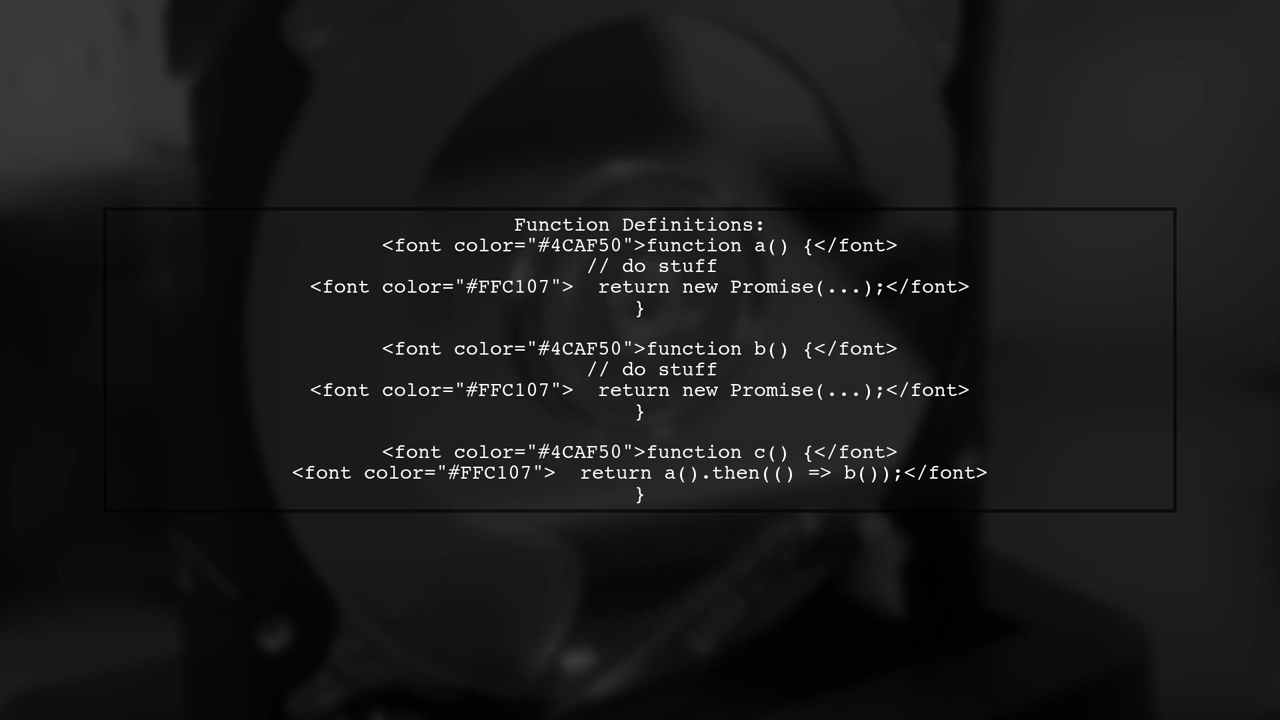 Function Definitions:
<font color="#4CAF50">function a() {</font>
// do stuff
<font color="#FFC107">  return new Promise(...);</font>
}
<font color="#4CAF50">function b() {</font>
// do stuff
<font color="#FFC107">  return new Promise(...);</font>
}
<font color="#4CAF50">function c() {</font>
<font color="#FFC107">  return a().then(() => b());</font>
}